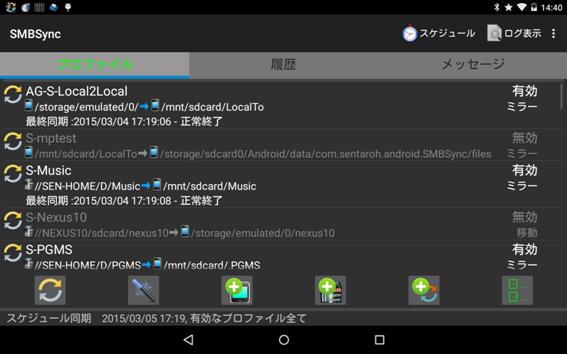 14:40
SMBSync
スケジュール
ログ表示
プロファイル
履歴
メッセージ
AG-S-Local2Local
有効
/storage/emulated/0/ /mnt/sdcard/LocalTo
ミラー
最終同期 :2015/03/04 17:19:06 - 正常終了
S-mptest
無効
/mnt/sdcard/LocalTo /storage/sdcard0/Android/data/com.sentaroh.android.SMBSync/files
ミラー
S-Music
有効
//SEN-HOME/D/Music /mnt/sdcard/Music
ミラー
最終同期 :2015/03/04 17:19:08 - 正常終了
S-Nexus10
無効
//NEXUS10/sdcard/nexus10 /storage/emulated/0/nexus10
移動
S-PGMS
有効
//SEN-HOME/D/PGMS /mnt/sdcard/.PGMS
ミラー
スケジュール同期 2015/03/05 17:19, 有効なプロファイル全て